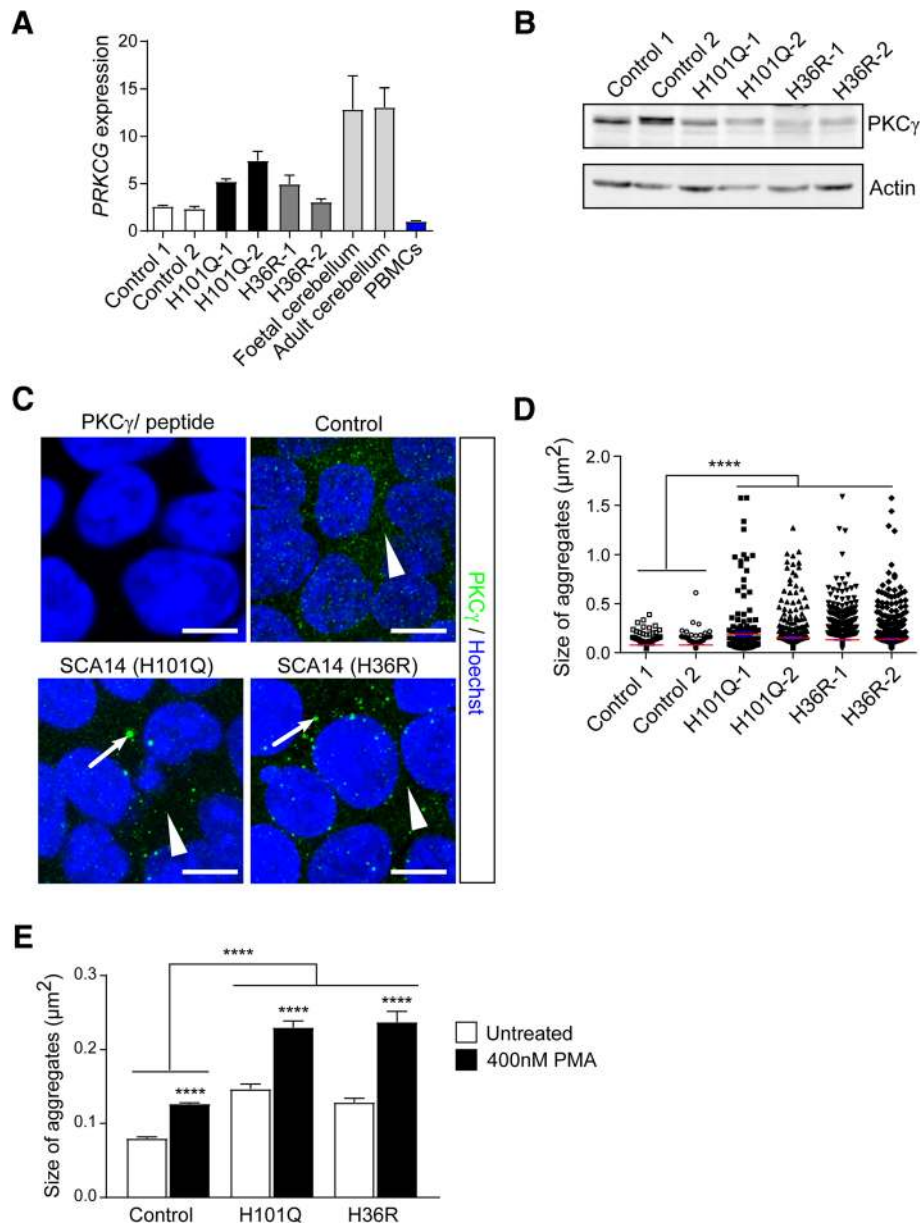 A
PRKCG expression
20
15
10
5
0
Control 1
Control 2
H101Q-1
H101Q-2
H36R-1
H36R-2
Foetal cerebellum
Adult cerebellum
PBMCs
B
Control 1
Control 2
H101Q-1
H101Q-2
H36R-1
H36R-2
PKCγ
Actin
C
PKCγ/ peptide
Control
SCA14 (H101Q)
SCA14 (H36R)
PKCγ / Hoechst
D
Size of aggregates (μm²)
2.0
1.5
1.0
0.5
0.0
****
Control 1
Control 2
H101Q-1
H101Q-2
H36R-1
H36R-2
E
Size of aggregates (μm²)
0.3
0.2
0.1
0.0
****
****
****
****
Control
H101Q
H36R
Untreated
400nM PMA